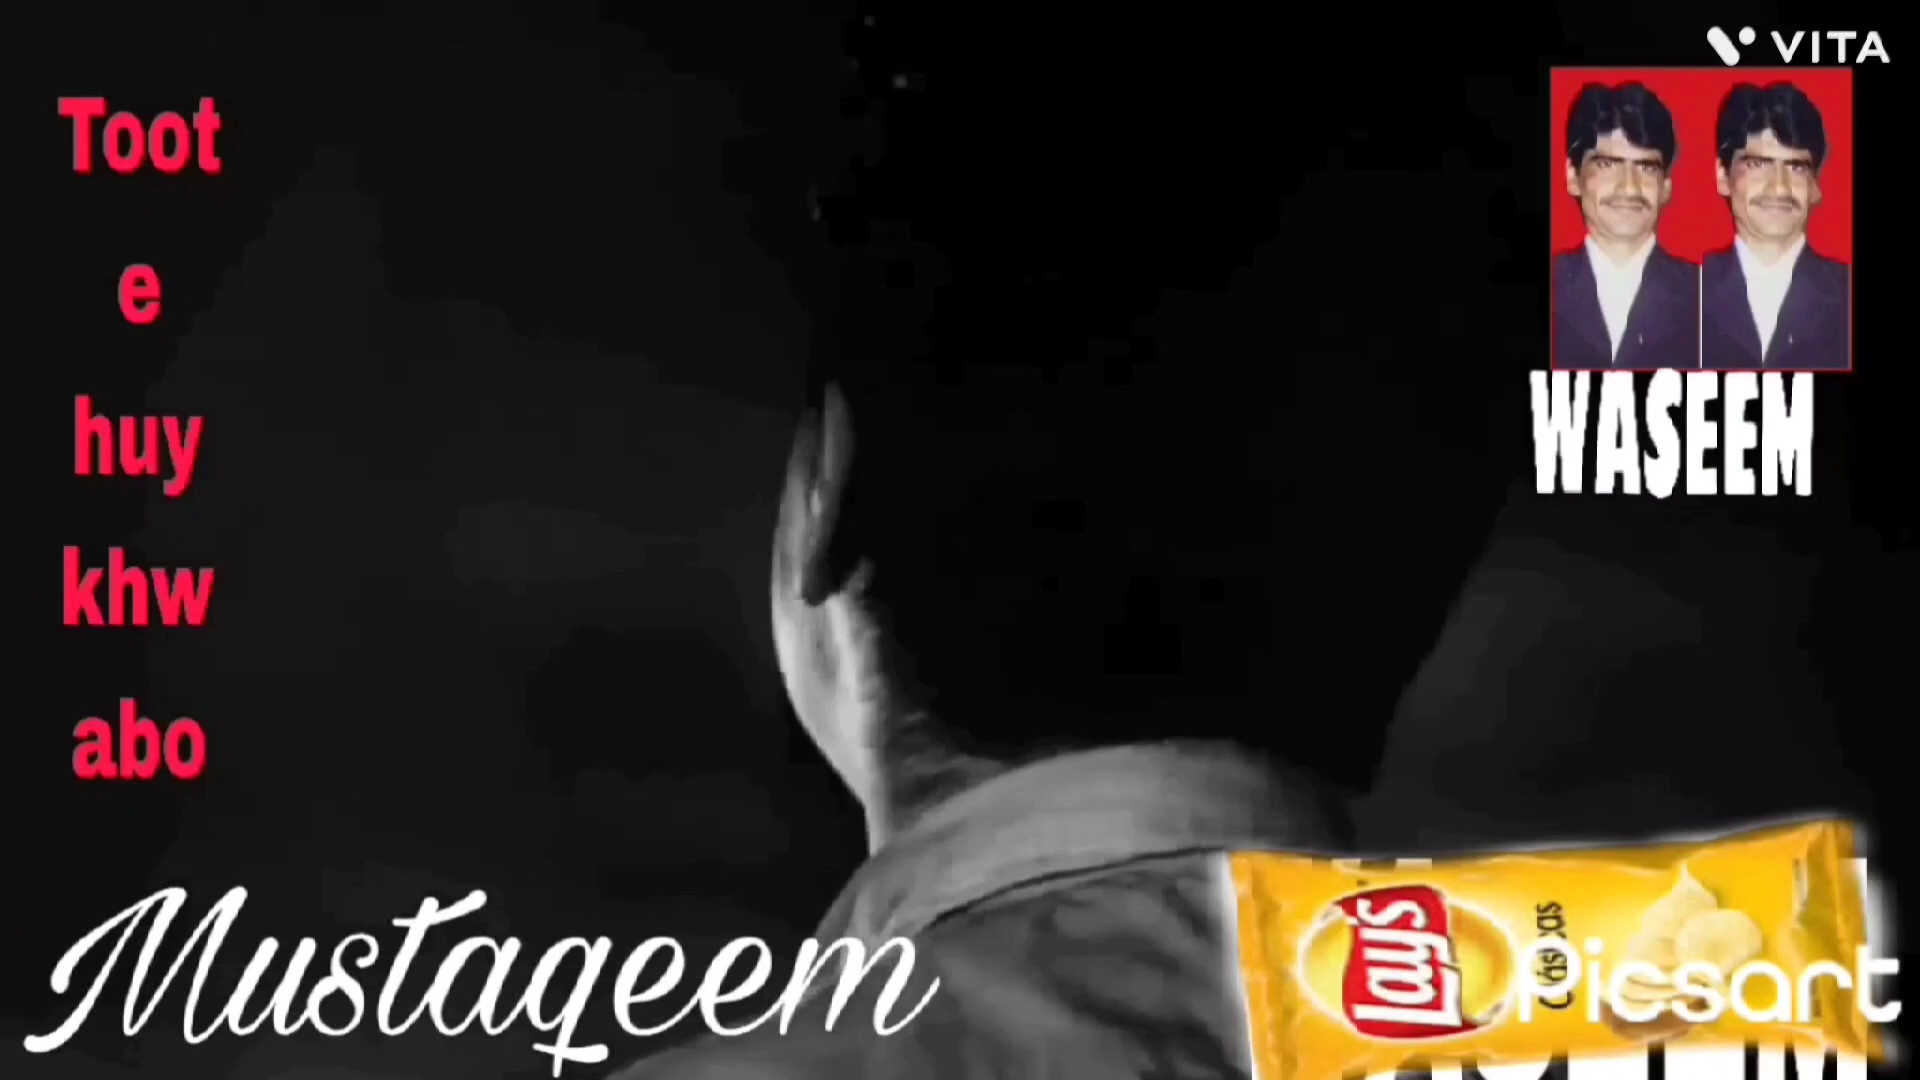 VITA
Toot
e
huy
khw
abo
WASEEM
Mustaqeem
Lay's
Picsart